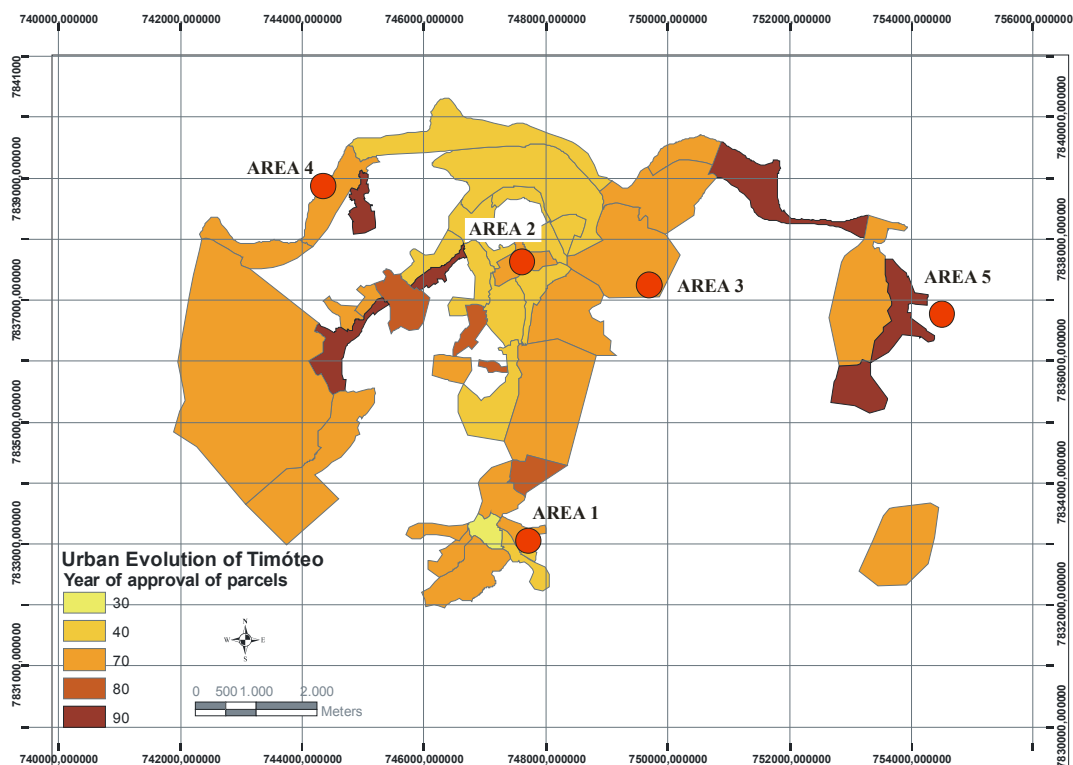 740000,000000 742000,000000 744000,000000 746000,000000 748000,000000 750000,000000 752000,000000 754000,000000 756000,000000
7841000
7839000,000000
7837000,000000
7835000,000000
7833000,000000
7831000,000000
7840000,000000
7838000,000000
7836000,000000
7834000,000000
7832000,000000
7830000,000000
AREA 4
AREA 2
AREA 3
AREA 5
AREA 1
Urban Evolution of Timóteo
Year of approval of parcels
30
40
70
80
90
N
W E
S
0 500 1.000 2.000
Meters
740000,000000 742000,000000 744000,000000 746000,000000 748000,000000 750000,000000 752000,000000 754000,000000 756000,000000